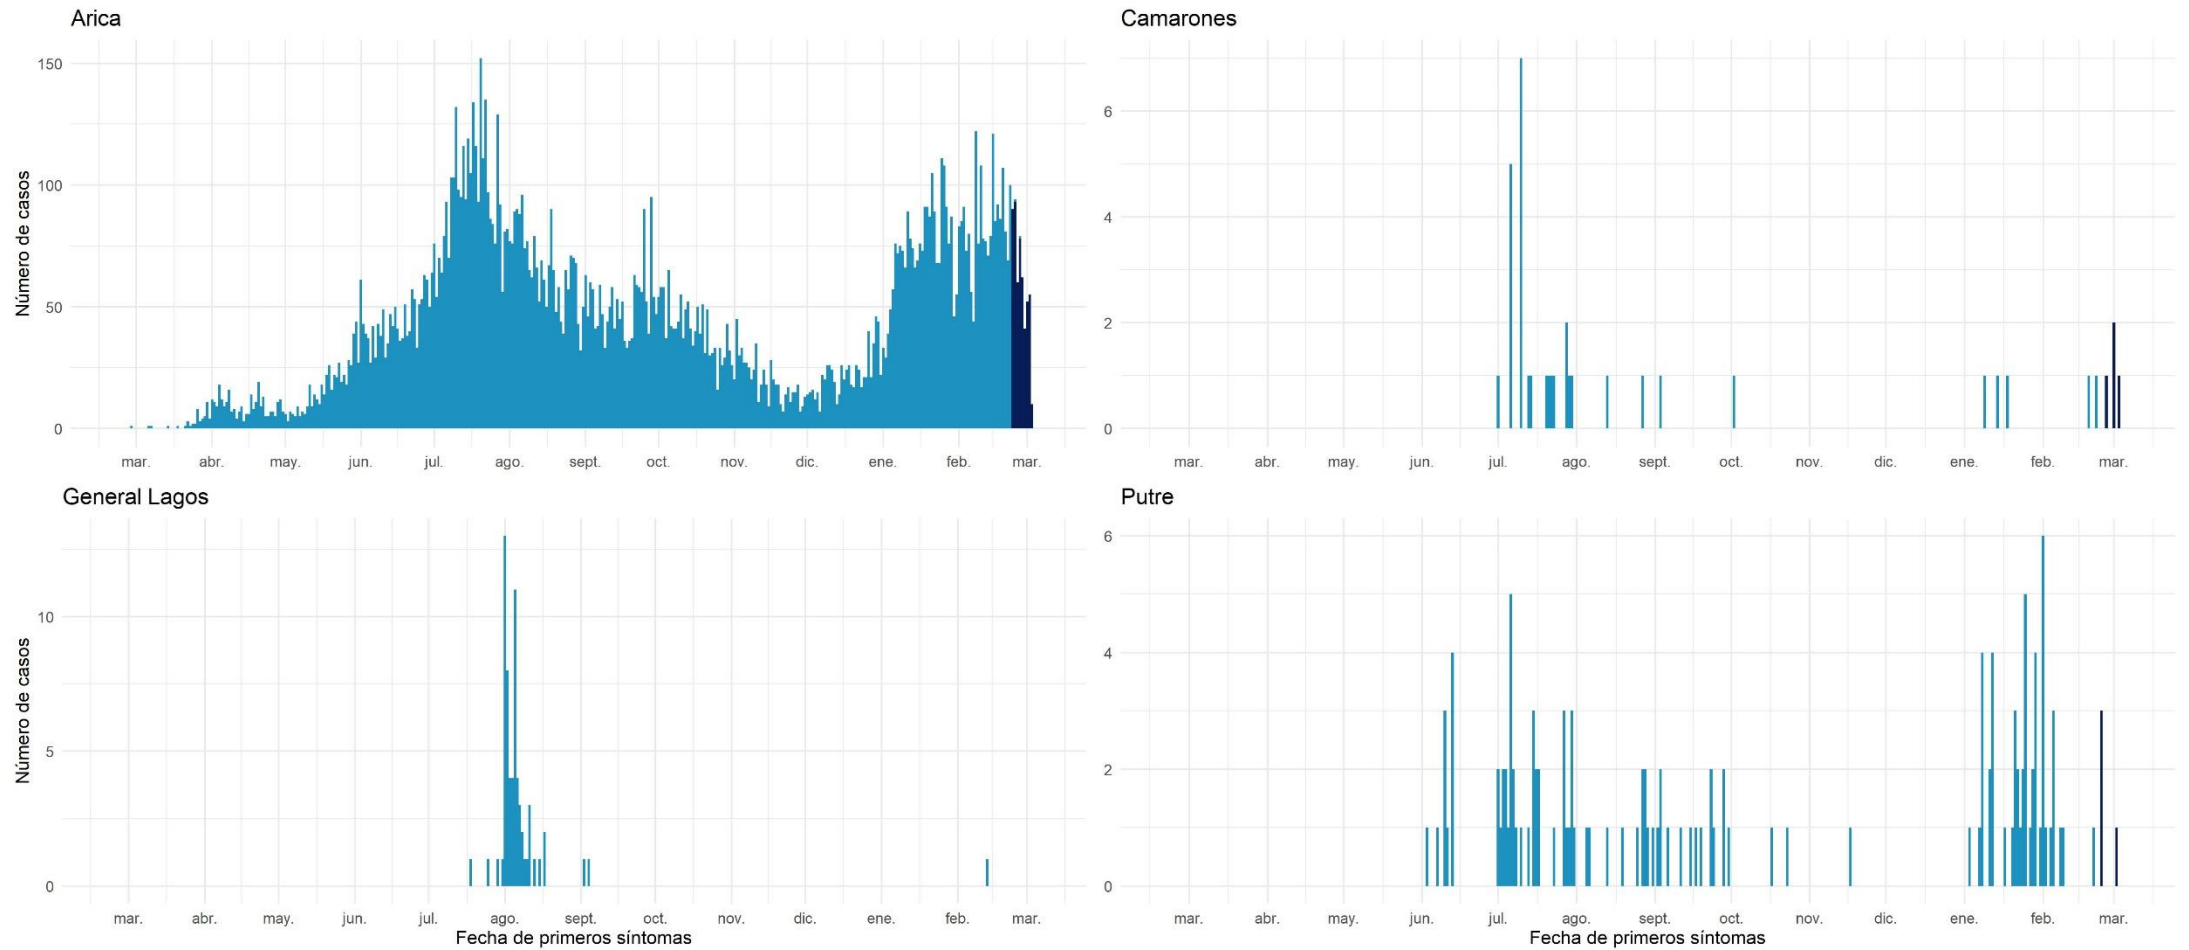 Arica
Número de casos
150
100
50
0
mar. abr. may. jun. jul. ago. sept. oct. nov. dic. ene. feb. mar.
Camarones
6
4
2
0
mar. abr. may. jun. jul. ago. sept. oct. nov. dic. ene. feb. mar.
General Lagos
Número de casos
10
5
0
mar. abr. may. jun. jul. ago. sept. oct. nov. dic. ene. feb. mar.
Fecha de primeros síntomas
Putre
6
4
2
0
mar. abr. may. jun. jul. ago. sept. oct. nov. dic. ene. feb. mar.
Fecha de primeros síntomas